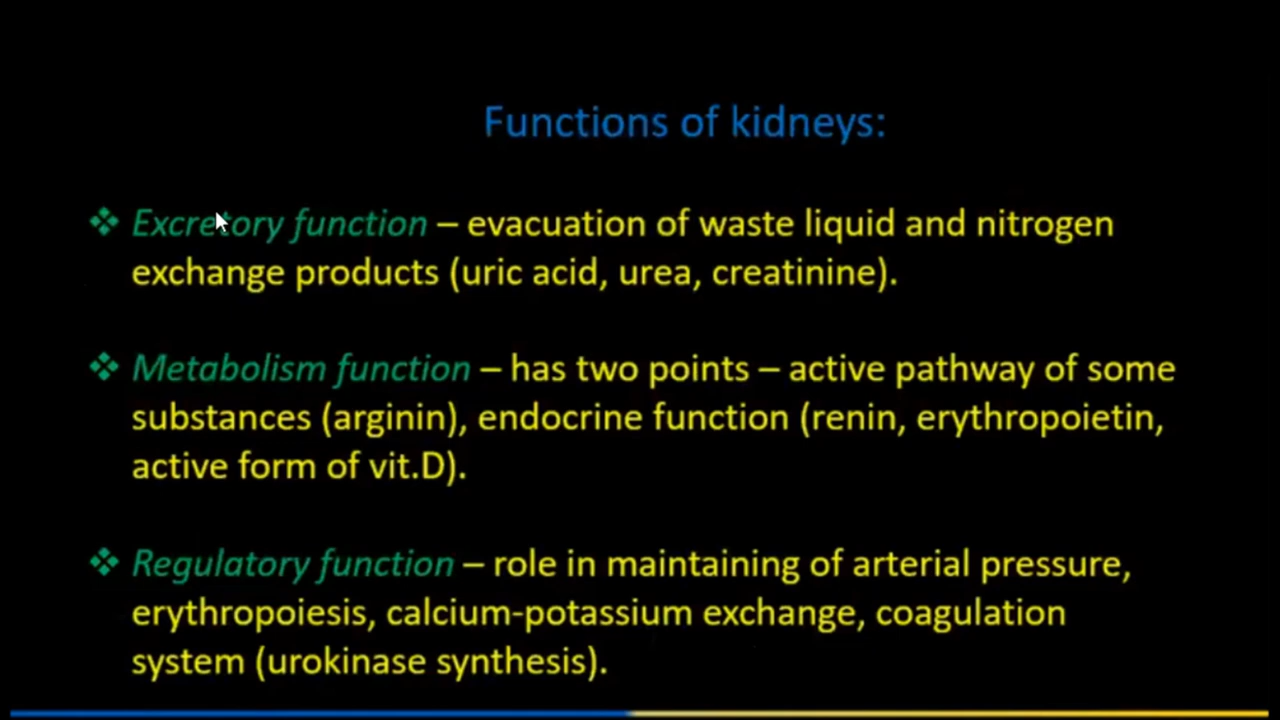 Functions of kidneys:
❖ Excretory function – evacuation of waste liquid and nitrogen
exchange products (uric acid, urea, creatinine).
❖ Metabolism function – has two points – active pathway of some
substances (arginin), endocrine function (renin, erythropoietin,
active form of vit.D).
❖ Regulatory function – role in maintaining of arterial pressure,
erythropoiesis, calcium-potassium exchange, coagulation
system (urokinase synthesis).